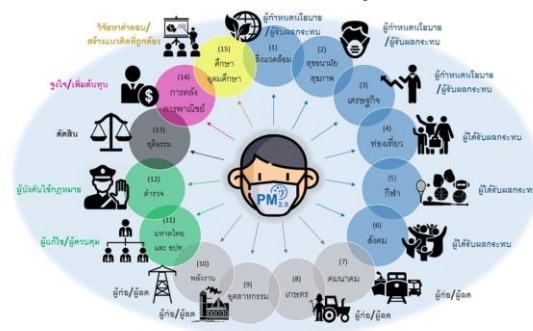 วิจัยหาคำตอบ/
สร้างแนวคิดที่ถูกต้อง
(15)
ศึกษา
อุดมศึกษา
(1)
สิ่งแวดล้อม
ผู้กำหนดนโยบาย
/ผู้รับผลกระทบ
(2)
สุขอนามัย
สุขภาพ
ผู้กำหนดนโยบาย
/ผู้รับผลกระทบ
(3)
เศรษฐกิจ
ผู้กำหนดนโยบาย
/ผู้รับผลกระทบ
(4)
ท่องเที่ยว
ผู้ได้รับผลกระทบ
(5)
กีฬา
ผู้ได้รับผลกระทบ
(6)
สังคม
ผู้ได้รับผลกระทบ
(7)
คมนาคม
ผู้ก่อ/ผู้ลด
(8)
เกษตร
ผู้ก่อ/ผู้ลด
(9)
อุตสาหกรรม
ผู้ก่อ/ผู้ลด
(10)
พลังงาน
ผู้ก่อ/ผู้ลด
(11)
มหาดไทย
และ อปท.
ผู้แก้ไข/ผู้ควบคุม
(12)
ตำรวจ
ผู้บังคับใช้กฎหมาย
(13)
ยุติธรรม
ตัดสิน
(14)
การคลัง
การพาณิชย์
จูงใจ/เพิ่มต้นทุน
PM
2.5